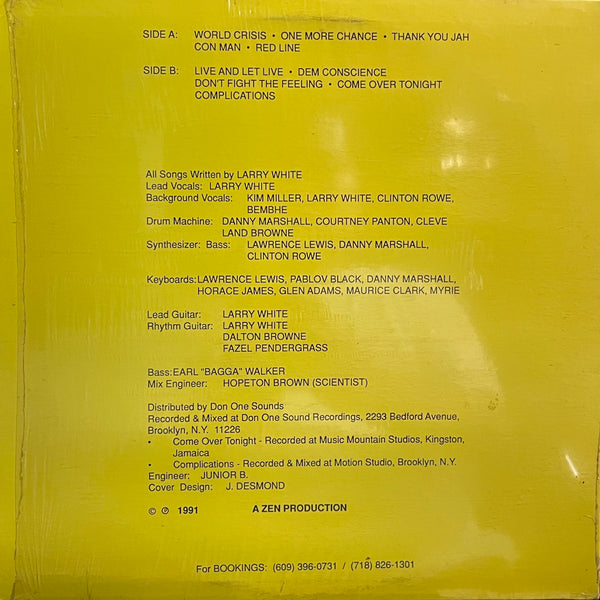 SIDE A: WORLD CRISIS • ONE MORE CHANCE • THANK YOU JAH
CON MAN • RED LINE
SIDE B: LIVE AND LET LIVE • DEM CONSCIENCE
DON'T FIGHT THE FEELING • COME OVER TONIGHT
COMPLICATIONS
All Songs Written by LARRY WHITE
Lead Vocals: LARRY WHITE
Background Vocals: KIM MILLER, LARRY WHITE, CLINTON ROWE,
BEMBHE
Drum Machine: DANNY MARSHALL, COURTNEY PANTON, CLEVE
LAND BROWNE
Synthesizer: Bass: LAWRENCE LEWIS, DANNY MARSHALL,
CLINTON ROWE
Keyboards: LAWRENCE LEWIS, PABLOV BLACK, DANNY MARSHALL,
HORACE JAMES, GLEN ADAMS, MAURICE CLARK, MYRIE
Lead Guitar: LARRY WHITE
Rhythm Guitar: LARRY WHITE
DALTON BROWNE
FAZEL PENDERGRASS
Bass: EARL "BAGGA" WALKER
Mix Engineer: HOPETON BROWN (SCIENTIST)
Distributed by Don One Sounds
Recorded & Mixed at Don One Sound Recordings, 2293 Bedford Avenue,
Brooklyn, N.Y. 11226
• Come Over Tonight - Recorded at Music Mountain Studios, Kingston,
Jamaica
• Complications - Recorded & Mixed at Motion Studio, Brooklyn, N.Y.
Engineer: JUNIOR B.
Cover Design: J. DESMOND
© ℗ 1991 A ZEN PRODUCTION
For BOOKINGS: (609) 396-0731 / (718) 826-1301